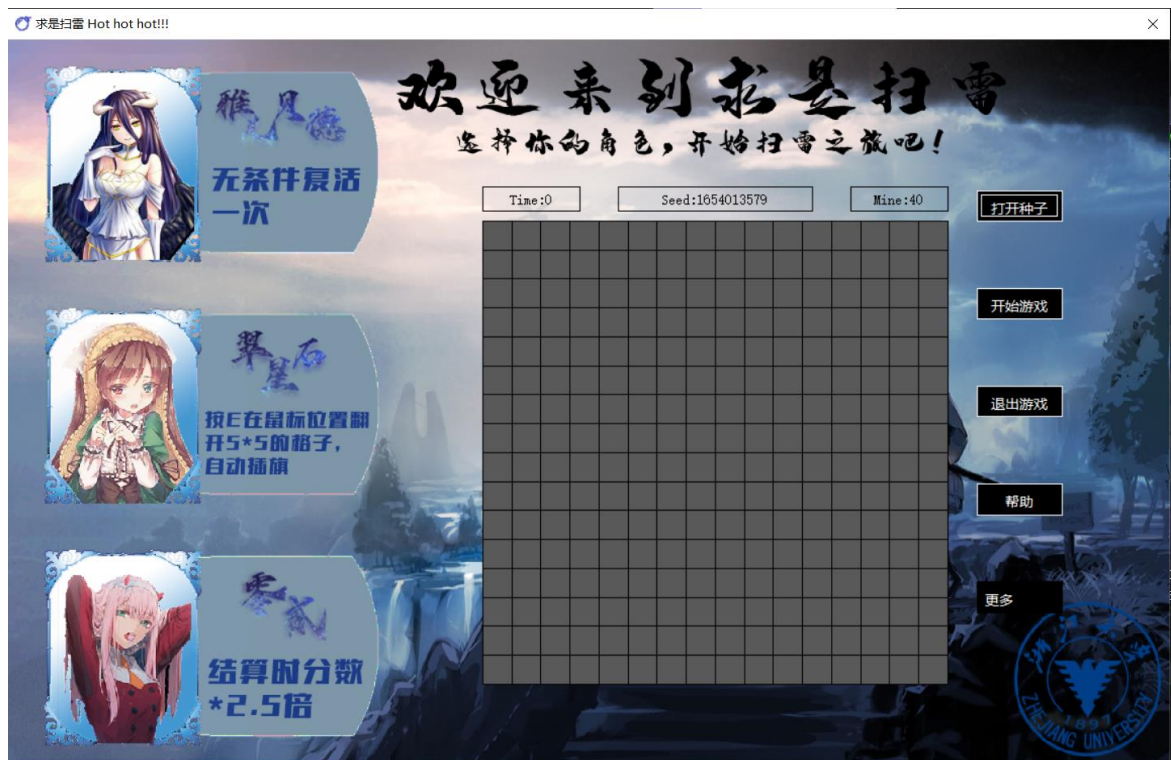 求是扫雷 Hot hot hot!!!
欢迎来到求是扫雷
选择你的角色,开始扫雷之旅吧!
雅儿贝德
无条件复活
一次
翠星石
按E在鼠标位置翻
开5*5的格子,
自动插旗
零贰
结算时分数
*2.5倍
Time:0
Seed:1654013579
Mine:40
打开种子
开始游戏
退出游戏
帮助
更多
浙江大学
1897
ZHEJIANG UNIVERSITY